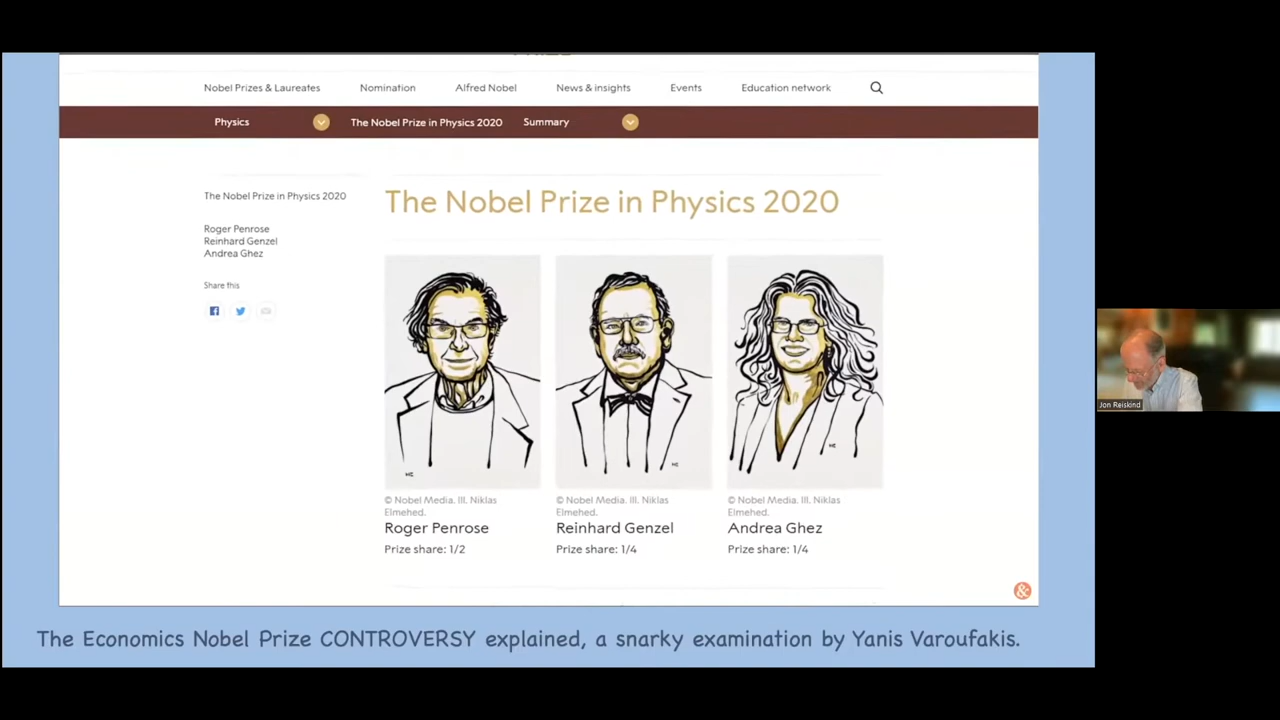 Nobel Prizes & Laureates Nomination Alfred Nobel News & insights Events Education network
Physics The Nobel Prize in Physics 2020 Summary
The Nobel Prize in Physics 2020
Roger Penrose
Reinhard Genzel
Andrea Ghez
Share this
The Nobel Prize in Physics 2020
© Nobel Media. Ill. Niklas
Elmehed.
Roger Penrose
Prize share: 1/2
© Nobel Media. Ill. Niklas
Elmehed.
Reinhard Genzel
Prize share: 1/4
© Nobel Media. Ill. Niklas
Elmehed.
Andrea Ghez
Prize share: 1/4
&
The Economics Nobel Prize CONTROVERSY explained, a snarky examination by Yanis Varoufakis.
Jon Reiskind